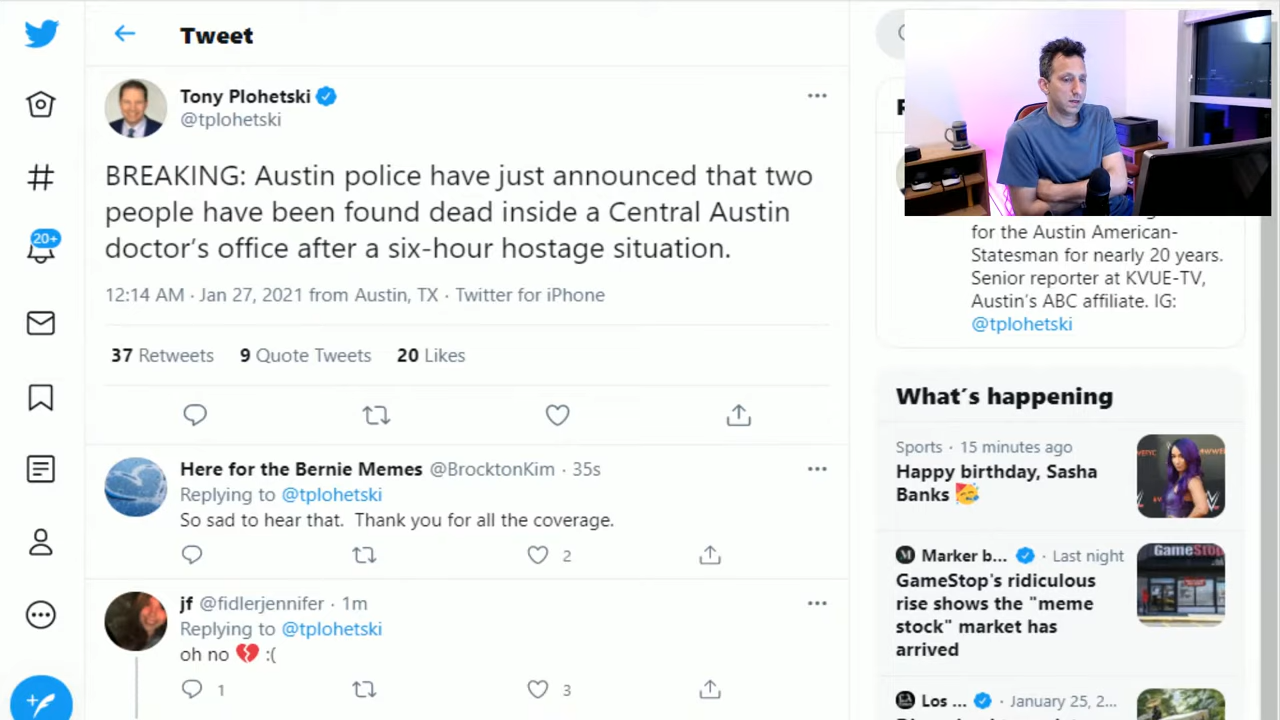 Tweet
Tony Plohetski
@tplohetski
BREAKING: Austin police have just announced that two
people have been found dead inside a Central Austin
doctor's office after a six-hour hostage situation.
12:14 AM · Jan 27, 2021 from Austin, TX · Twitter for iPhone
37 Retweets 9 Quote Tweets 20 Likes
20+
Here for the Bernie Memes @BrocktonKim · 35s
Replying to @tplohetski
So sad to hear that. Thank you for all the coverage.
2
jf @fidlerjennifer · 1m
Replying to @tplohetski
oh no 💔 :(
1 3
for the Austin American-
Statesman for nearly 20 years.
Senior reporter at KVUE-TV,
Austin's ABC affiliate. IG:
@tplohetski
What's happening
Sports · 15 minutes ago
Happy birthday, Sasha
Banks 🥳
Marker b... · Last night
GameStop's ridiculous
rise shows the "meme
stock" market has
arrived
GameStop
Los ... · January 25, 2...